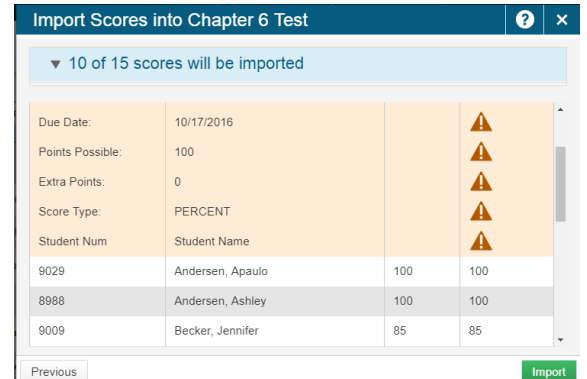 Import Scores into Chapter 6 Test ? ×
▼ 10 of 15 scores will be imported
Due Date: 10/17/2016
Points Possible: 100
Extra Points: 0
Score Type: PERCENT
Student Num Student Name
9029 Andersen, Apaulo 100 100
8988 Andersen, Ashley 100 100
9009 Becker, Jennifer 85 85
Previous Import